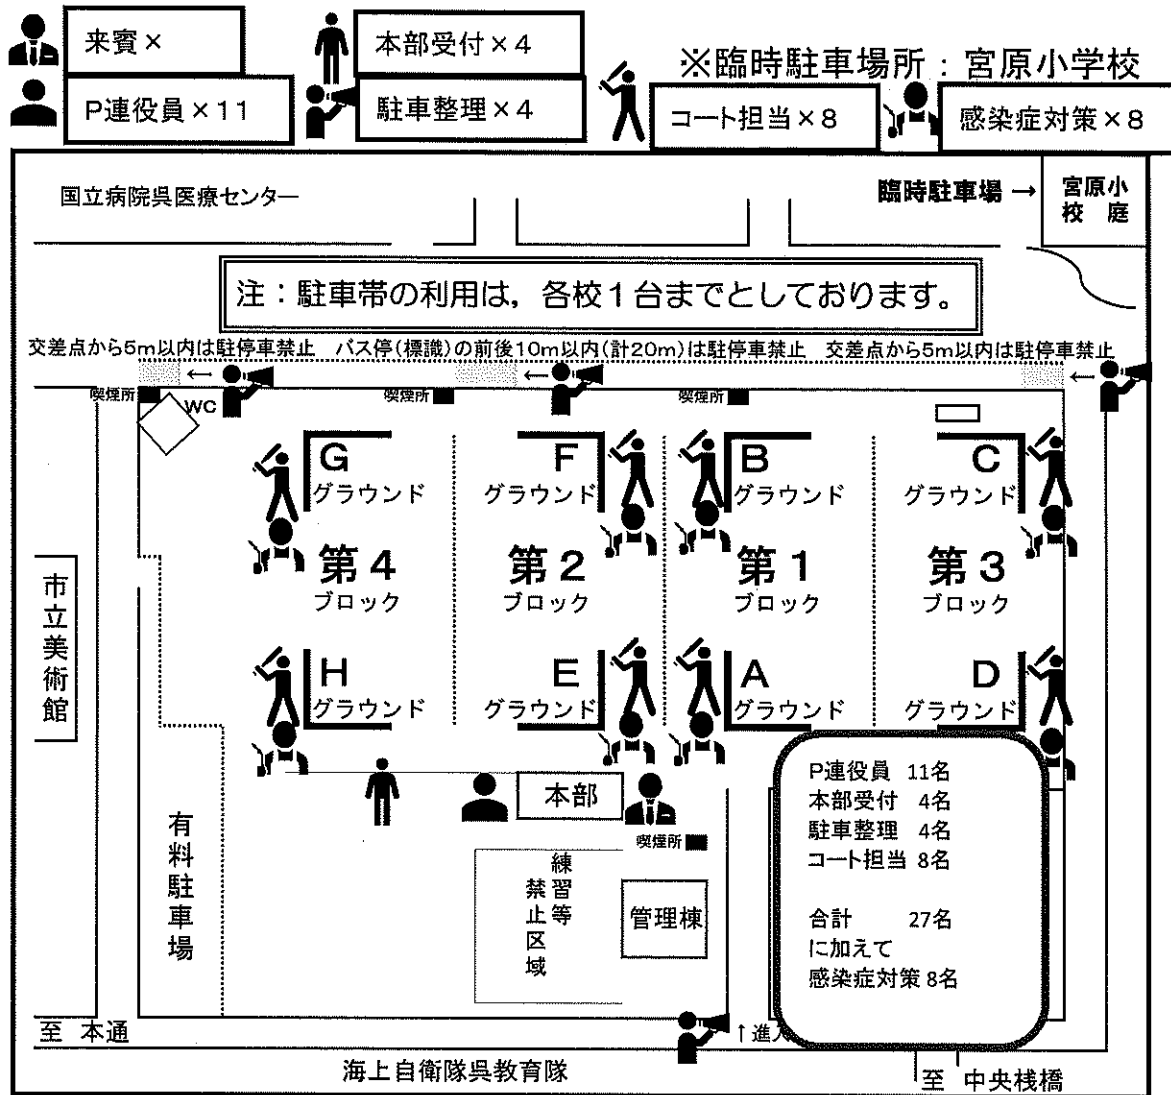 来賓×
本部受付×4
※臨時駐車場所：宮原小学校
P連役員×11
駐車整理×4
コート担当×8
感染症対策×8
国立病院呉医療センター
臨時駐車場 →
宮原小
校 庭
注：駐車帯の利用は，各校1台までとしております。
交差点から5m以内は駐停車禁止 バス停(標識)の前後10m以内(計20m)は駐停車禁止 交差点から5m以内は駐停車禁止
← ← ←
喫煙所 喫煙所 喫煙所
WC
G F B C
グラウンド グラウンド グラウンド グラウンド
第4 第2 第1 第3
ブロック ブロック ブロック ブロック
市立美術館
H E A D
グラウンド グラウンド グラウンド グラウンド
本部
喫煙所
有料駐車場
練習等
禁止区域
管理棟
P連役員 11名
本部受付 4名
駐車整理 4名
コート担当 8名
合計 27名
に加えて
感染症対策 8名
至 本通
↑進
海上自衛隊呉教育隊
至 中央桟橋